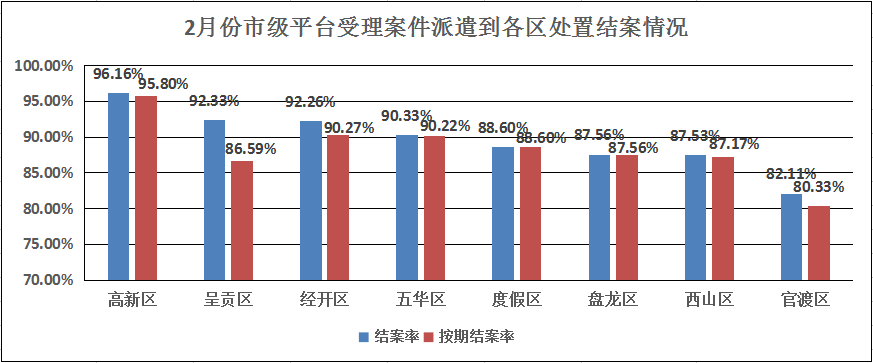 2月份市级平台受理案件派遣到各区处置结案情况
100.00%
95.00%
90.00%
85.00%
80.00%
75.00%
70.00%
96.16% 95.80% 92.33% 86.59% 92.26% 90.27% 90.33% 90.22% 88.60% 88.60% 87.56% 87.56% 87.53% 87.17% 82.11% 80.33%
高新区 呈贡区 经开区 五华区 度假区 盘龙区 西山区 官渡区
结案率 按期结案率